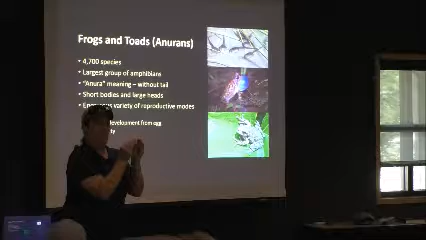 Frogs and Toads (Anurans)
• 4,700 species
• Largest group of amphibians
• "Anura" meaning – without tail
• Short bodies and large heads
• variety of reproductive modes
development from egg